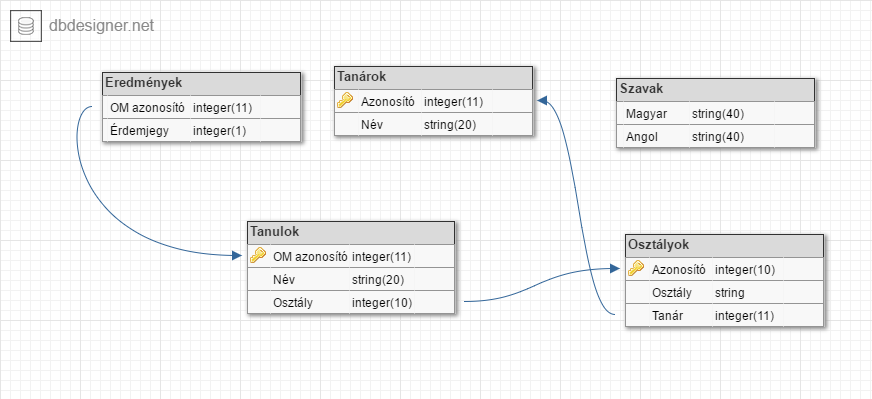 dbdesigner.net
Eredmények
OM azonosító integer(11)
Érdemjegy integer(1)
Tanárok
Azonosító integer(11)
Név string(20)
Szavak
Magyar string(40)
Angol string(40)
Tanulok
OM azonosító integer(11)
Név string(20)
Osztály integer(10)
Osztályok
Azonosító integer(10)
Osztály string
Tanár integer(11)